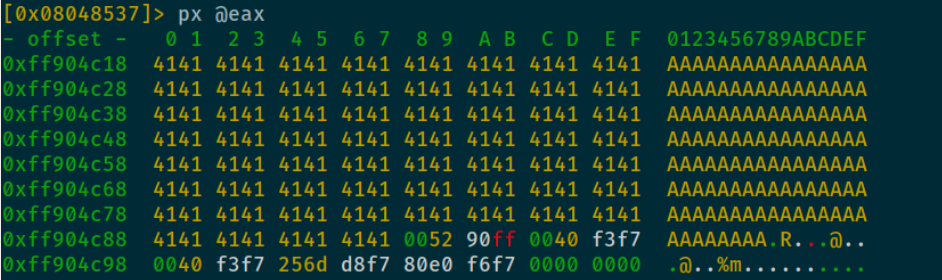 [0x08048537]> px @eax
- offset -   0 1  2 3  4 5  6 7  8 9  A B  C D  E F  0123456789ABCDEF
0xff904c18  4141 4141 4141 4141 4141 4141 4141 4141  AAAAAAAAAAAAAAAA
0xff904c28  4141 4141 4141 4141 4141 4141 4141 4141  AAAAAAAAAAAAAAAA
0xff904c38  4141 4141 4141 4141 4141 4141 4141 4141  AAAAAAAAAAAAAAAA
0xff904c48  4141 4141 4141 4141 4141 4141 4141 4141  AAAAAAAAAAAAAAAA
0xff904c58  4141 4141 4141 4141 4141 4141 4141 4141  AAAAAAAAAAAAAAAA
0xff904c68  4141 4141 4141 4141 4141 4141 4141 4141  AAAAAAAAAAAAAAAA
0xff904c78  4141 4141 4141 4141 4141 4141 4141 4141  AAAAAAAAAAAAAAAA
0xff904c88  4141 4141 4141 4141 0052 90ff 0040 f3f7  AAAAAAAA.R...@..
0xff904c98  0040 f3f7 256d d8f7 80e0 f6f7 0000 0000  .@..%m..........